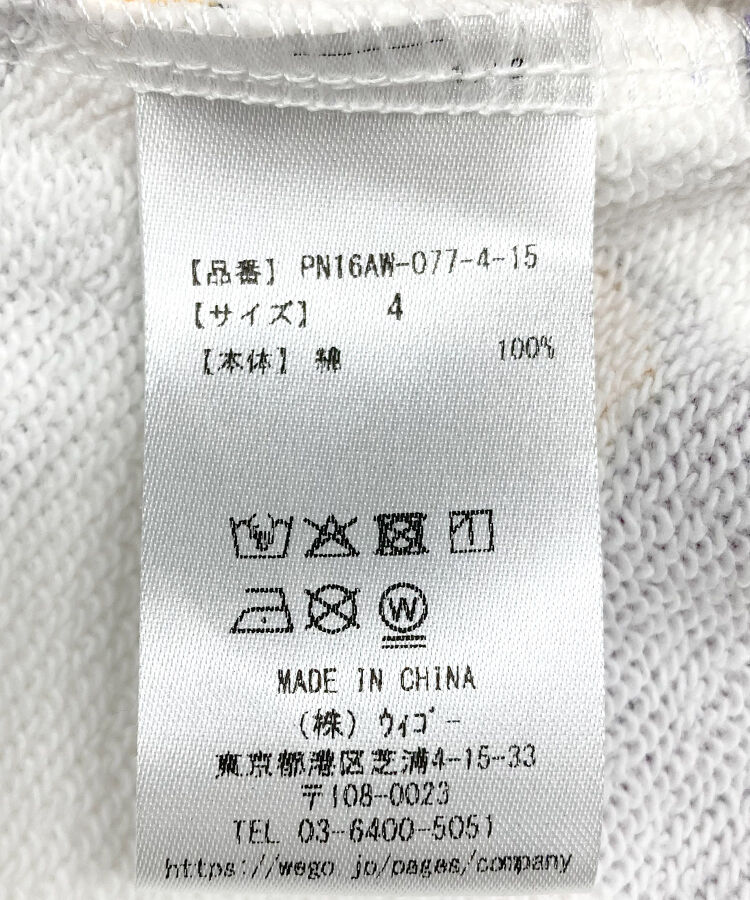 【品番】 PN16AW-077-4-15
【サイズ】 4
【本体】 綿 100%
W
MADE IN CHINA
(株) ウィゴー
東京都港区芝浦4-15-33
〒108-0023
TEL 03-6400-5051
https://wego jp/pages/company